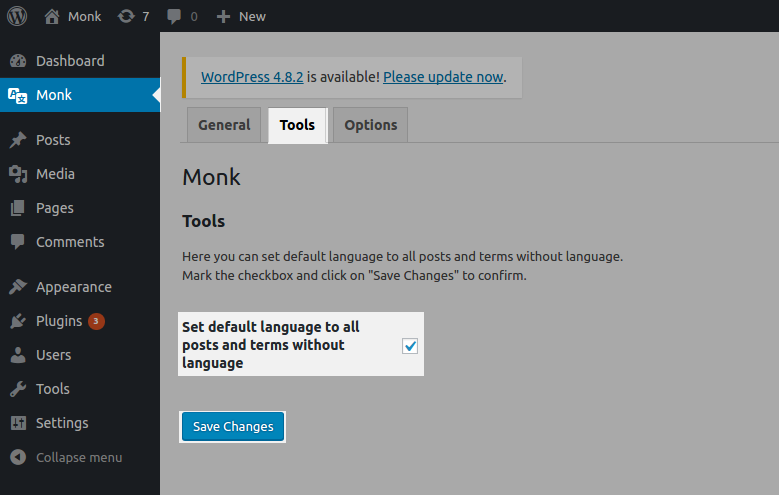 Monk 7 0 New
Dashboard
Monk
Posts
Media
Pages
Comments
Appearance
Plugins 3
Users
Tools
Settings
Collapse menu
WordPress 4.8.2 is available! Please update now.
General Tools Options
Monk
Tools
Here you can set default language to all posts and terms without language.
Mark the checkbox and click on "Save Changes" to confirm.
Set default language to all
posts and terms without
language
Save Changes